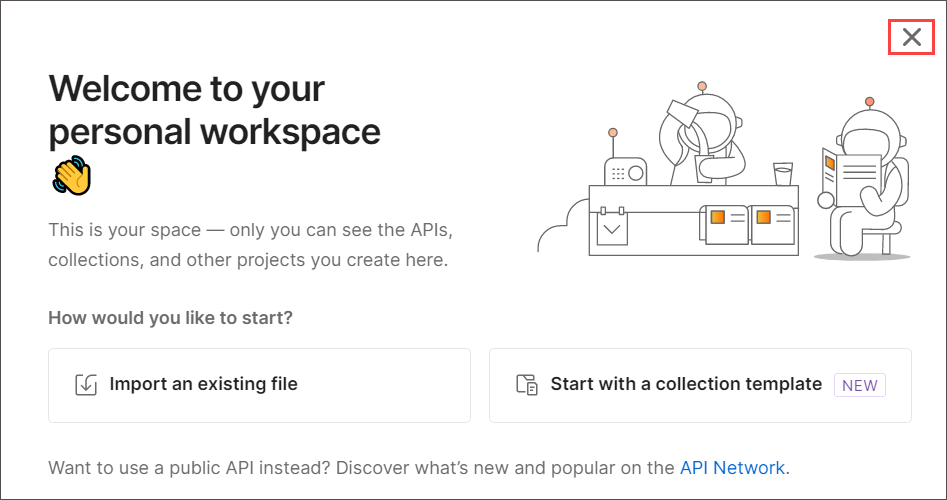 Welcome to your
personal workspace
👋
This is your space — only you can see the APIs,
collections, and other projects you create here.
How would you like to start?
Import an existing file
Start with a collection template NEW
Want to use a public API instead? Discover what’s new and popular on the API Network.